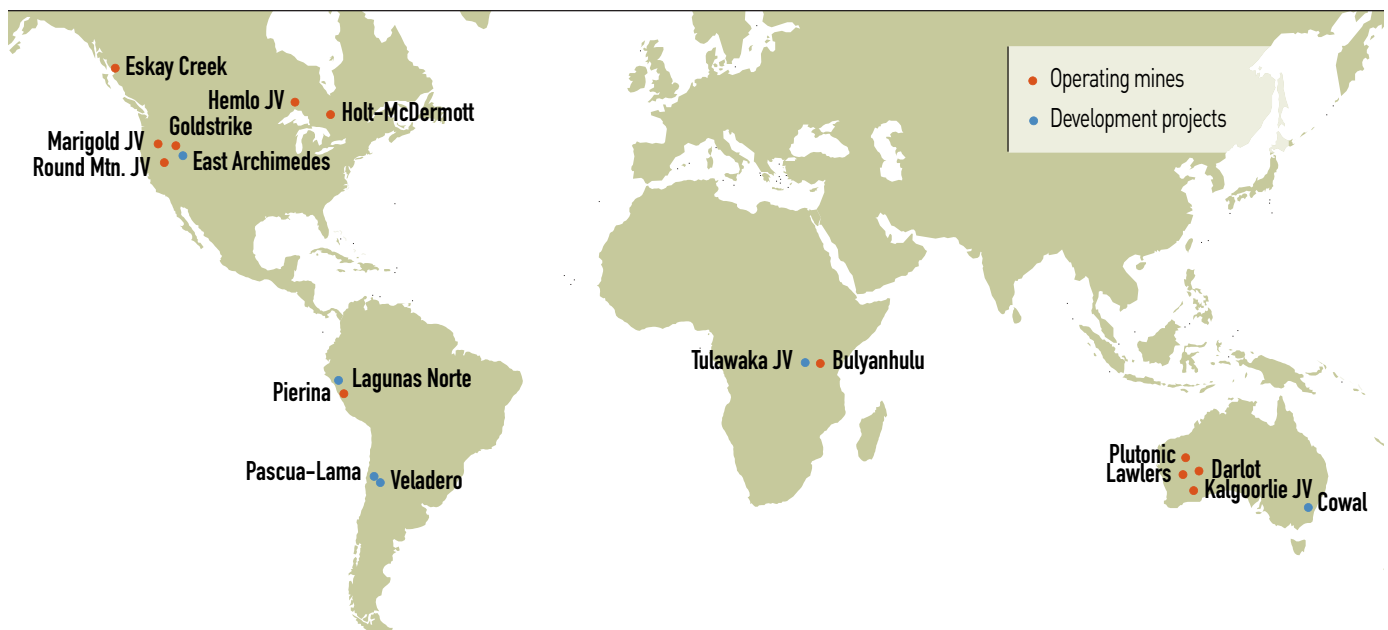 Eskay Creek
Hemlo JV
Holt-McDermott
Goldstrike
Marigold JV
Round Mtn. JV
East Archimedes
Operating mines
Development projects
Lagunas Norte
Pierina
Pascua-Lama
Veladero
Tulawaka JV
Bulyanhulu
Plutonic
Lawlers
Darlot
Kalgoorlie JV
Cowal